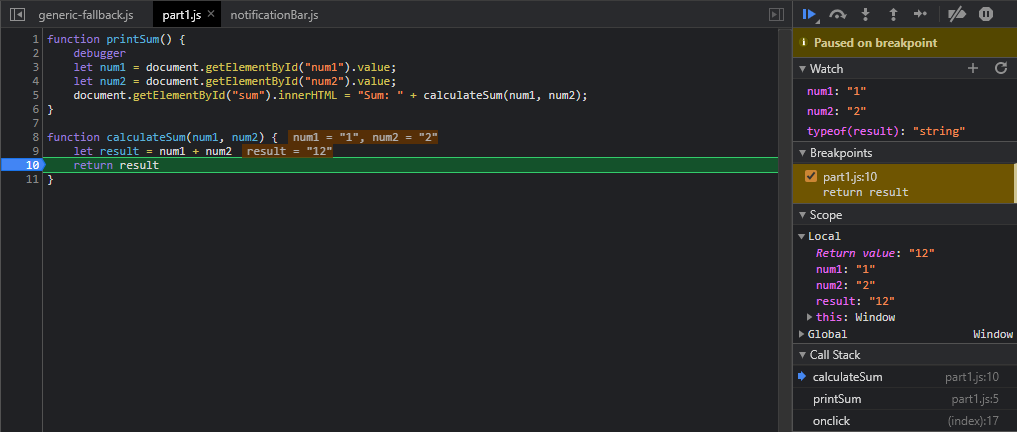 generic-fallback.js part1.js × notificationBar.js
1 function printSum() {
2 debugger
3 let num1 = document.getElementById("num1").value;
4 let num2 = document.getElementById("num2").value;
5 document.getElementById("sum").innerHTML = "Sum: " + calculateSum(num1, num2);
6 }
7
8 function calculateSum(num1, num2) { num1 = "1", num2 = "2"
9 let result = num1 + num2 result = "12"
10 return result
11 }
Paused on breakpoint
Watch
num1: "1"
num2: "2"
typeof(result): "string"
Breakpoints
part1.js:10
return result
Scope
Local
Return value: "12"
num1: "1"
num2: "2"
result: "12"
this: Window
Global Window
Call Stack
calculateSum part1.js:10
printSum part1.js:5
onclick (index):17